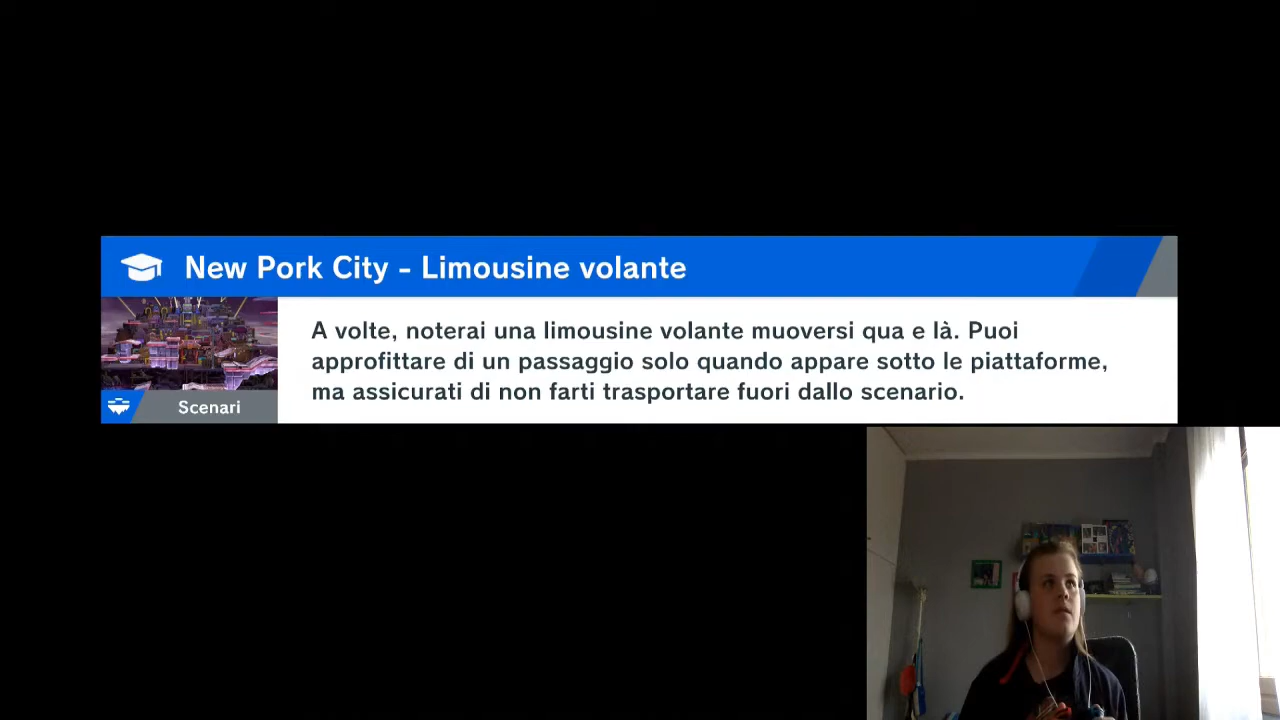 New Pork City - Limousine volante
A volte, noterai una limousine volante muoversi qua e là. Puoi
approfittare di un passaggio solo quando appare sotto le piattaforme,
ma assicurati di non farti trasportare fuori dallo scenario.
Scenari